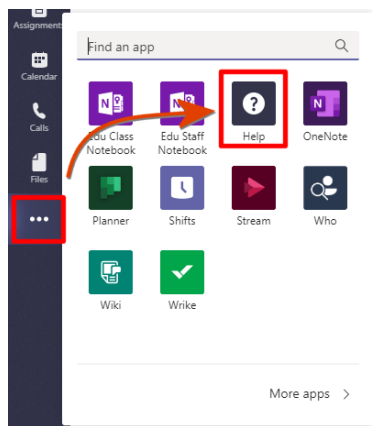 Assignments
Calendar
Calls
Files
Find an app
Edu Class
Notebook
Edu Staff
Notebook
Help
OneNote
Planner
Shifts
Stream
Who
Wiki
Wrike
More apps